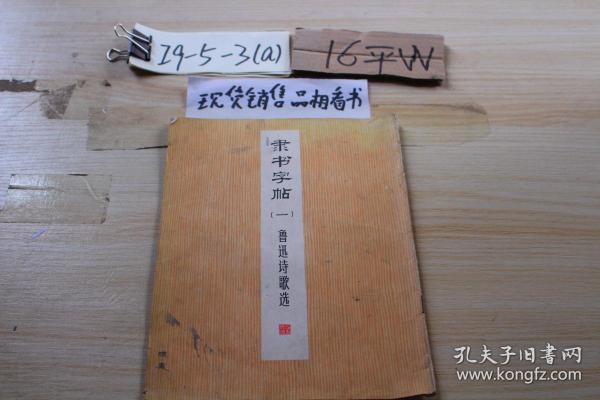 I9-5-3(a)
16平W
现货销售品相看书
隶书字帖
(一)
鲁迅诗歌选
孔夫子旧书网
www.kongfz.com